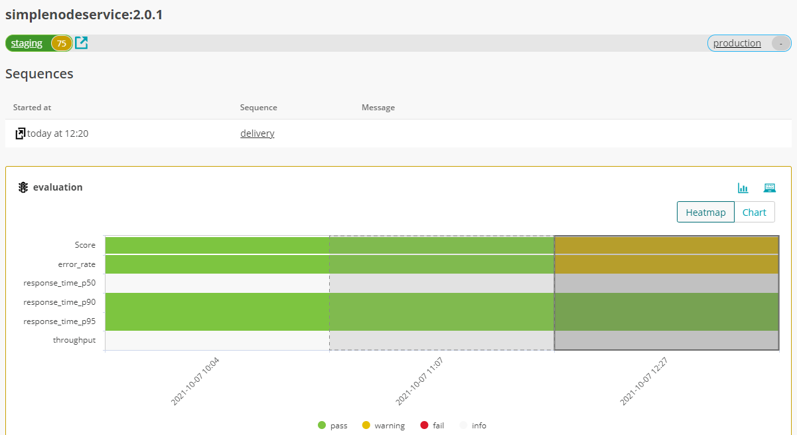 simplenodeservice:2.0.1
staging 75 production -
Sequences
Started at Sequence Message
today at 12:20 delivery
evaluation
Heatmap Chart
Score
error_rate
response_time_p50
response_time_p90
response_time_p95
throughput
2021-10-07 10:04 2021-10-07 11:07 2021-10-07 12:27
pass warning fail info